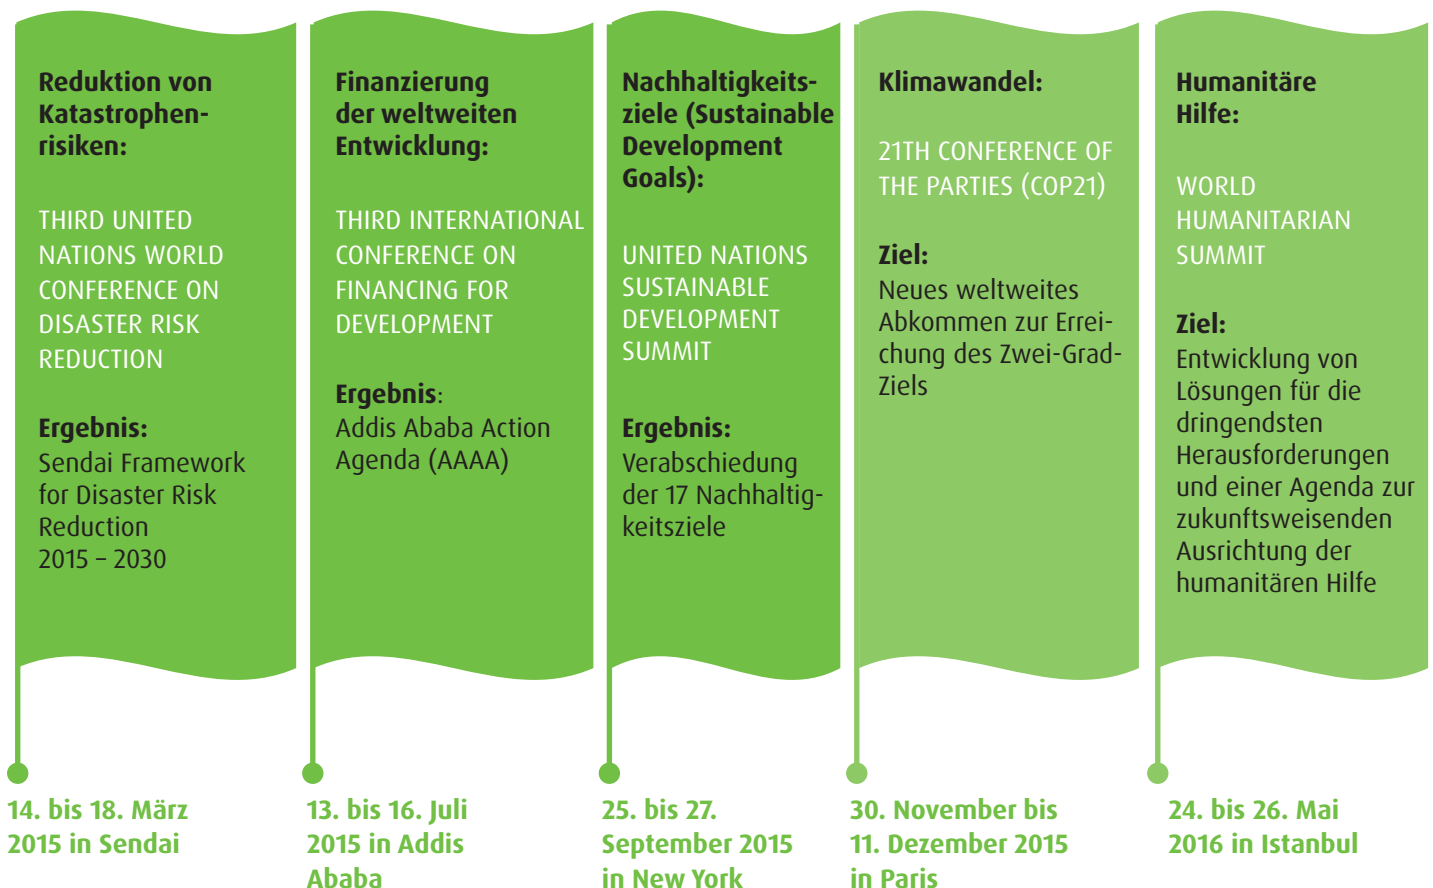 Reduktion von
Katastrophen-
risiken:
THIRD UNITED
NATIONS WORLD
CONFERENCE ON
DISASTER RISK
REDUCTION
Ergebnis:
Sendai Framework
for Disaster Risk
Reduction
2015 – 2030
14. bis 18. März
2015 in Sendai
Finanzierung
der weltweiten
Entwicklung:
THIRD INTERNATIONAL
CONFERENCE ON
FINANCING FOR
DEVELOPMENT
Ergebnis:
Addis Ababa Action
Agenda (AAAA)
13. bis 16. Juli
2015 in Addis
Ababa
Nachhaltigkeits-
ziele (Sustainable
Development
Goals):
UNITED NATIONS
SUSTAINABLE
DEVELOPMENT
SUMMIT
Ergebnis:
Verabschiedung
der 17 Nachhaltig-
keitsziele
25. bis 27.
September 2015
in New York
Klimawandel:
21TH CONFERENCE OF
THE PARTIES (COP21)
Ziel:
Neues weltweites
Abkommen zur Errei-
chung des Zwei-Grad-
Ziels
30. November bis
11. Dezember 2015
in Paris
Humanitäre
Hilfe:
WORLD
HUMANITARIAN
SUMMIT
Ziel:
Entwicklung von
Lösungen für die
dringendsten
Herausforderungen
und einer Agenda zur
zukunftsweisenden
Ausrichtung der
humanitären Hilfe
24. bis 26. Mai
2016 in Istanbul